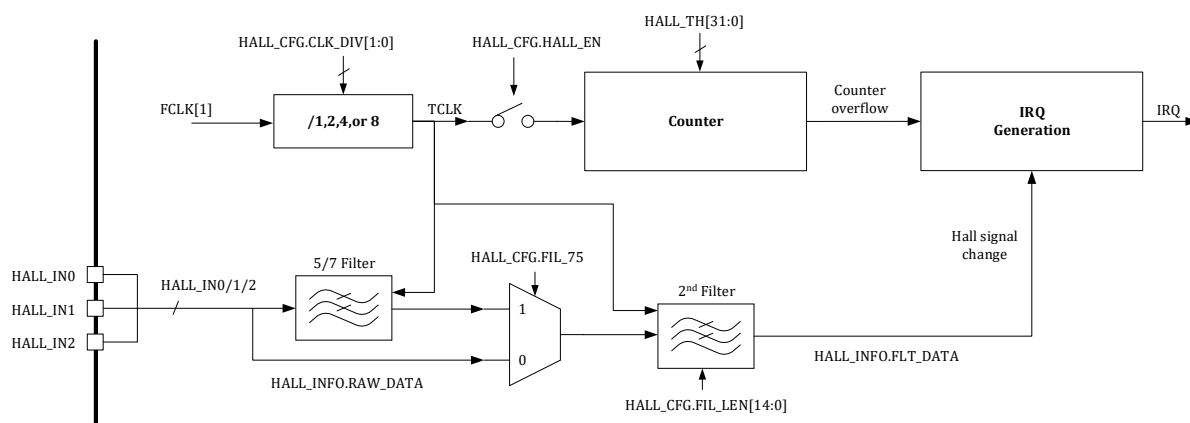 HALL_TH[31:0]
HALL_CFG.CLK_DIV[1:0]
HALL_CFG.HALL_EN
FCLK[1]
/1,2,4,or 8
TCLK
Counter
Counter
overflow
IRQ
Generation
IRQ
Hall signal
change
HALL_IN0
HALL_IN1
HALL_IN2
HALL_IN0/1/2
5/7 Filter
HALL_CFG.FIL_75
1
0
2nd Filter
HALL_INFO.RAW_DATA
HALL_INFO.FLT_DATA
HALL_CFG.FIL_LEN[14:0]